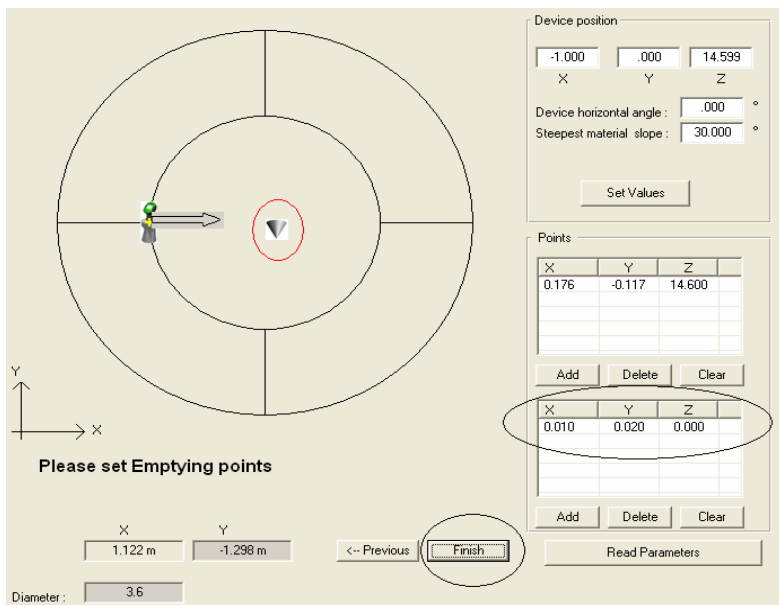 Device position
-1.000 .000 14.599
X Y Z
Device horizontal angle : .000 °
Steepest material slope : 30.000 °
Set Values
Points
X Y Z
0.176 -0.117 14.600
Add Delete Clear
X Y Z
0.010 0.020 0.000
Add Delete Clear
Read Parameters
Y
X
Please set Emptying points
X Y
1.122 m -1.298 m
<-- Previous Finish
Diameter : 3.6